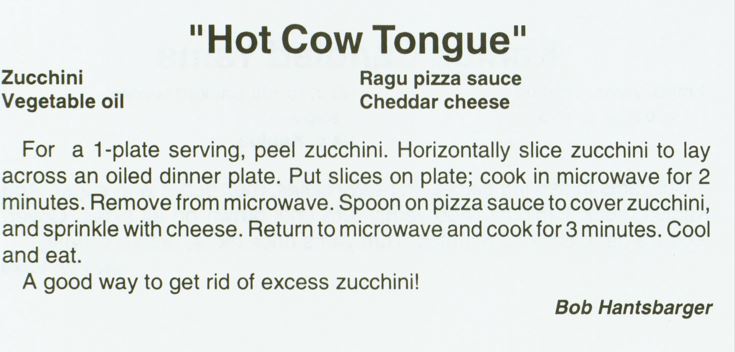 "Hot Cow Tongue"
Zucchini Ragu pizza sauce
Vegetable oil Cheddar cheese
For a 1-plate serving, peel zucchini. Horizontally slice zucchini to lay
across an oiled dinner plate. Put slices on plate; cook in microwave for 2
minutes. Remove from microwave. Spoon on pizza sauce to cover zucchini,
and sprinkle with cheese. Return to microwave and cook for 3 minutes. Cool
and eat.
A good way to get rid of excess zucchini!
Bob Hantsbarger